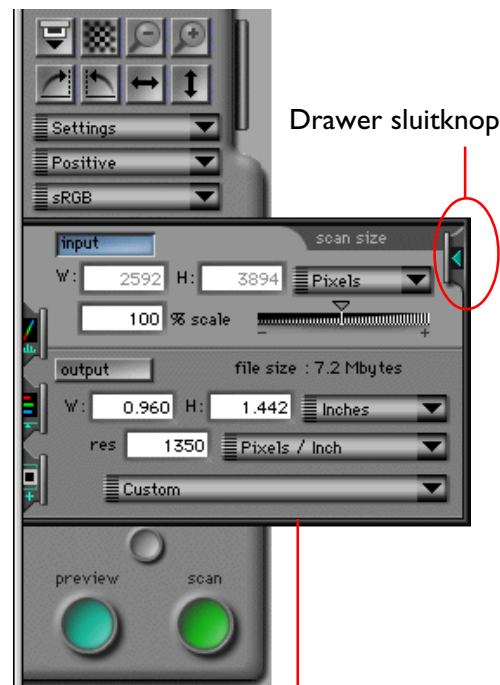 Drawer sluitknop
Settings
Positive
sRGB
input scan size
W: 2592 H: 3894 Pixels
100 % scale
- +
output file size : 7.2 Mbytes
W: 0.960 H: 1.442 Inches
res 1350 Pixels / Inch
Custom
preview scan